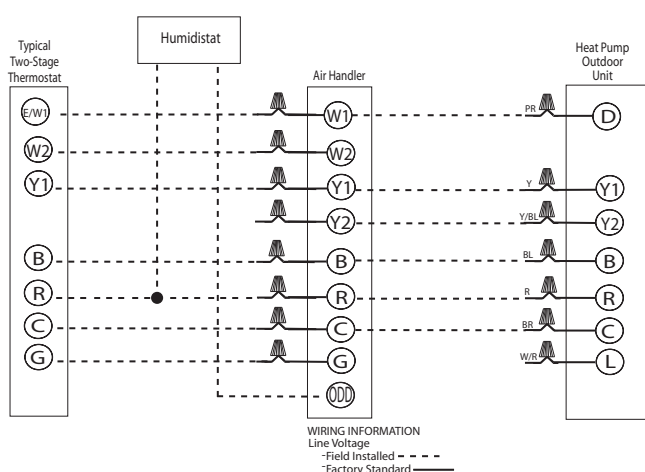 Humidistat
Typical
Two-Stage
Thermostat
Air Handler
Heat Pump
Outdoor
Unit
E/W1 W1 PR D
W2 W2
Y1 Y1 Y Y1
Y2 Y/BL Y2
B B BL B
R R R R
C C BR C
G G W/R L
ODD
WIRING INFORMATION
Line Voltage
-Field Installed
-Factory Standard